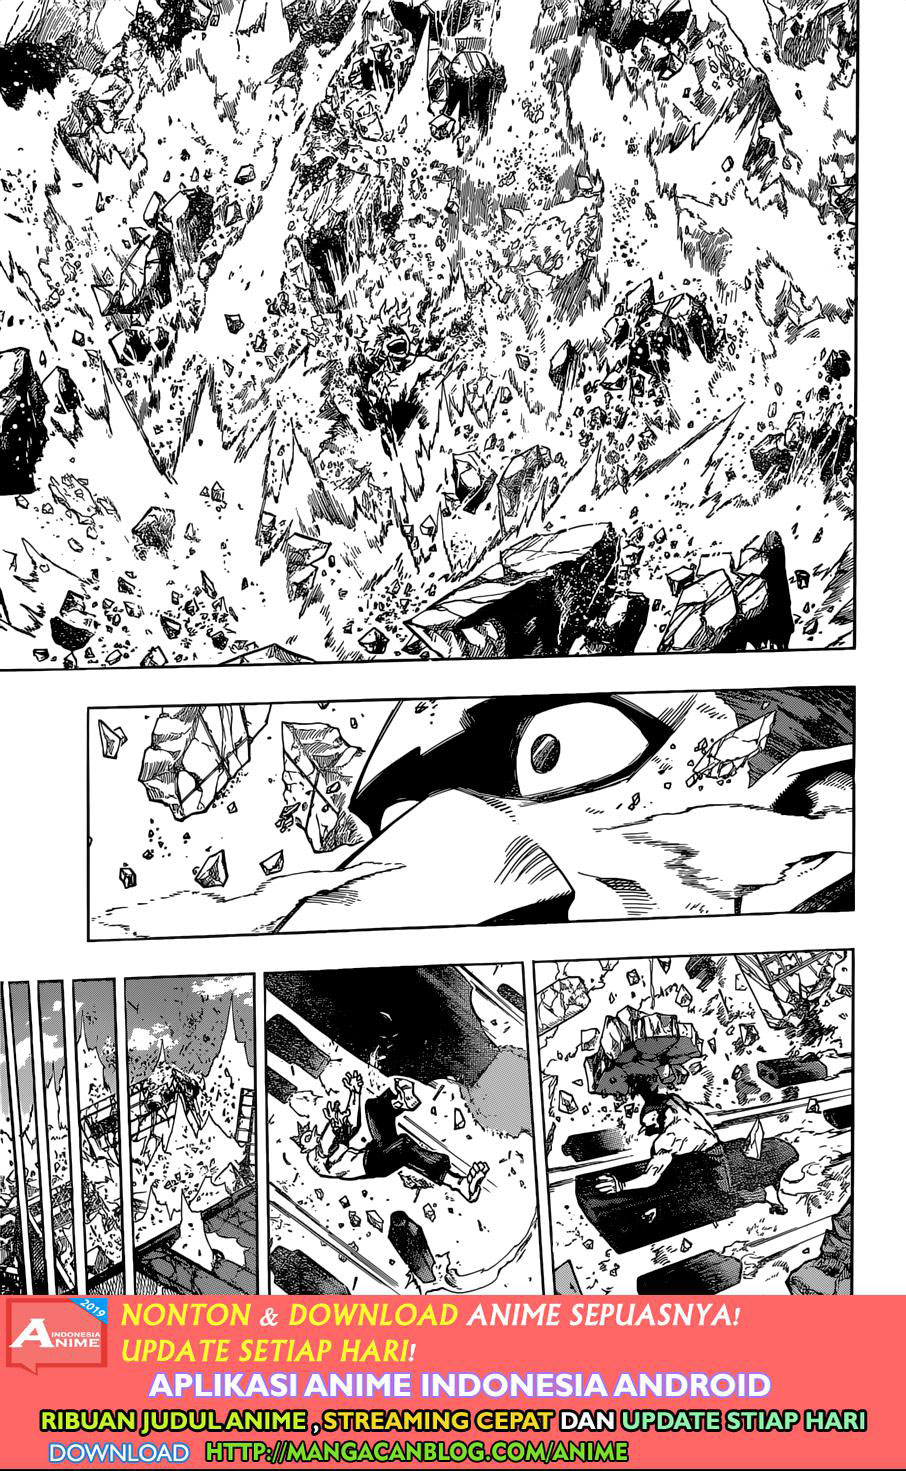 2019
INDONESIA
ANIME
NONTON & DOWNLOAD ANIME SEPUASNYA!
UPDATE SETIAP HARI!
APLIKASI ANIME INDONESIA ANDROID
RIBUAN JUDUL ANIME , STREAMING CEPAT DAN UPDATE STIAP HARI
DOWNLOAD HTTP://MANGACANBLOG.COM/ANIME